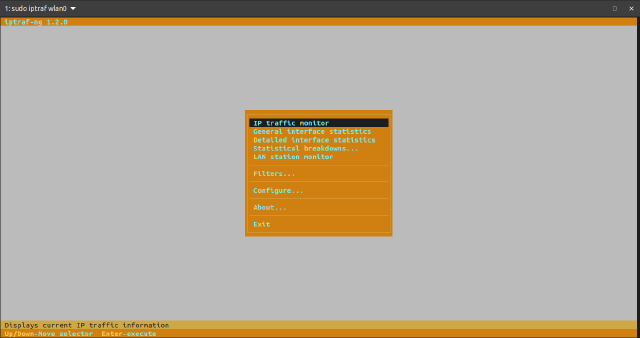 1: sudo iptraf wlan0
iptraf-ng 1.2.0
IP traffic monitor
General interface statistics
Detailed interface statistics
Statistical breakdowns...
LAN station monitor
Filters...
Configure...
About...
Exit
Displays current IP traffic information
Up/Down-Move selector  Enter-execute